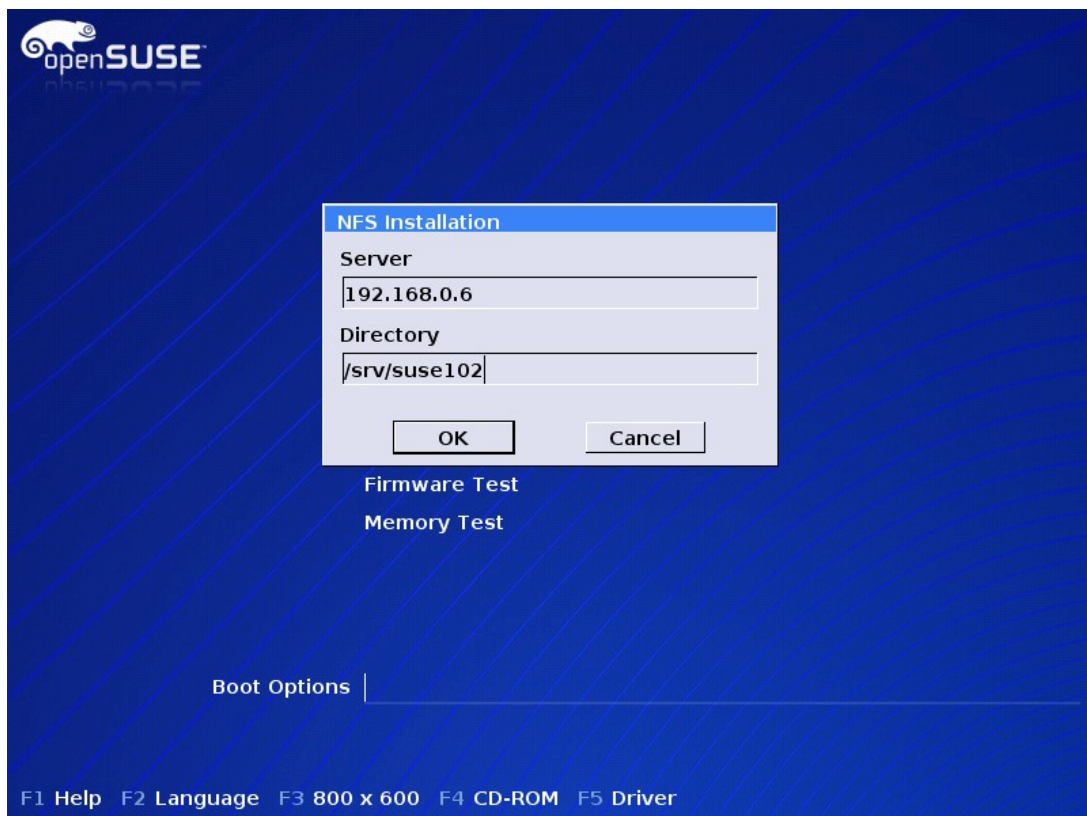 openSUSE
NFS Installation
Server
192.168.0.6
Directory
/srv/suse102
OK Cancel
Firmware Test
Memory Test
Boot Options
F1 Help F2 Language F3 800 x 600 F4 CD-ROM F5 Driver